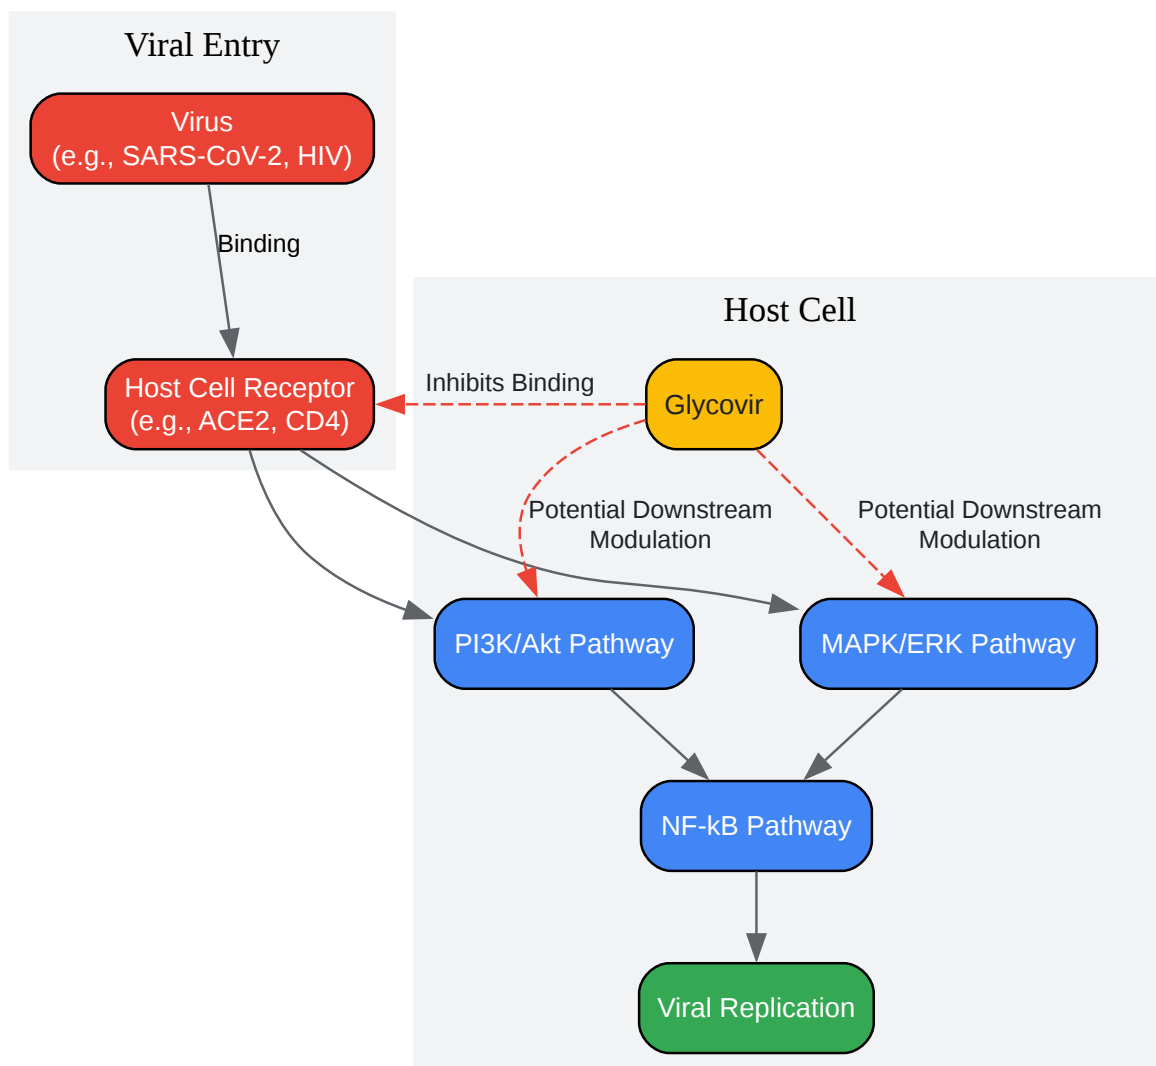 Viral Entry
Virus
(e.g., SARS-CoV-2, HIV)
Binding
Host Cell
Host Cell Receptor
(e.g., ACE2, CD4)
Inhibits Binding
Glycovir
Potential Downstream
Modulation
Potential Downstream
Modulation
PI3K/Akt Pathway
MAPK/ERK Pathway
NF-kB Pathway
Viral Replication